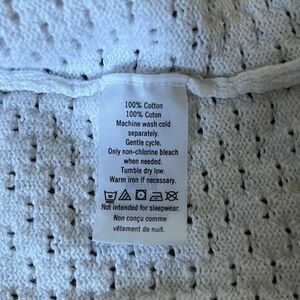 100% Cotton
100% Coton
Machine wash cold
separately.
Gentle cycle.
Only non-chlorine bleach
when needed.
Tumble dry low.
Warm iron if necessary.
Not intended for sleepwear.
Non conçu comme
vêtement de nuit.